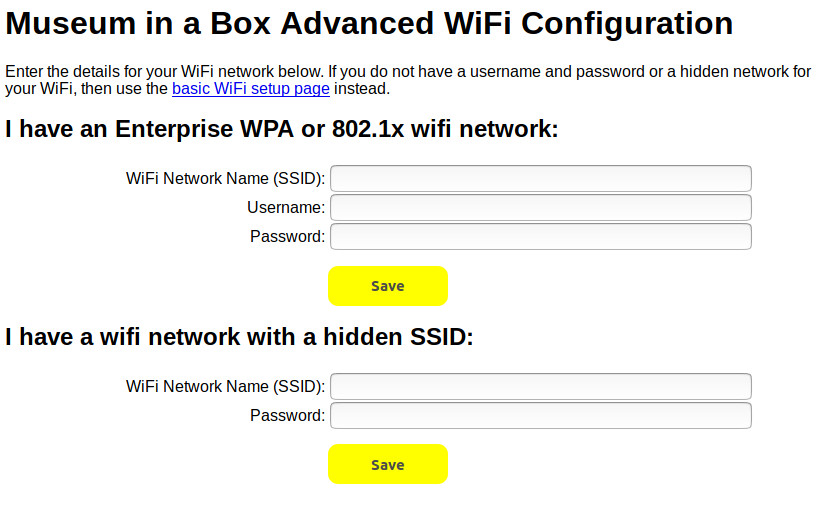 Museum in a Box Advanced WiFi Configuration
Enter the details for your WiFi network below. If you do not have a username and password or a hidden network for
your WiFi, then use the basic WiFi setup page instead.
I have an Enterprise WPA or 802.1x wifi network:
WiFi Network Name (SSID):
Username:
Password:
Save
I have a wifi network with a hidden SSID:
WiFi Network Name (SSID):
Password:
Save